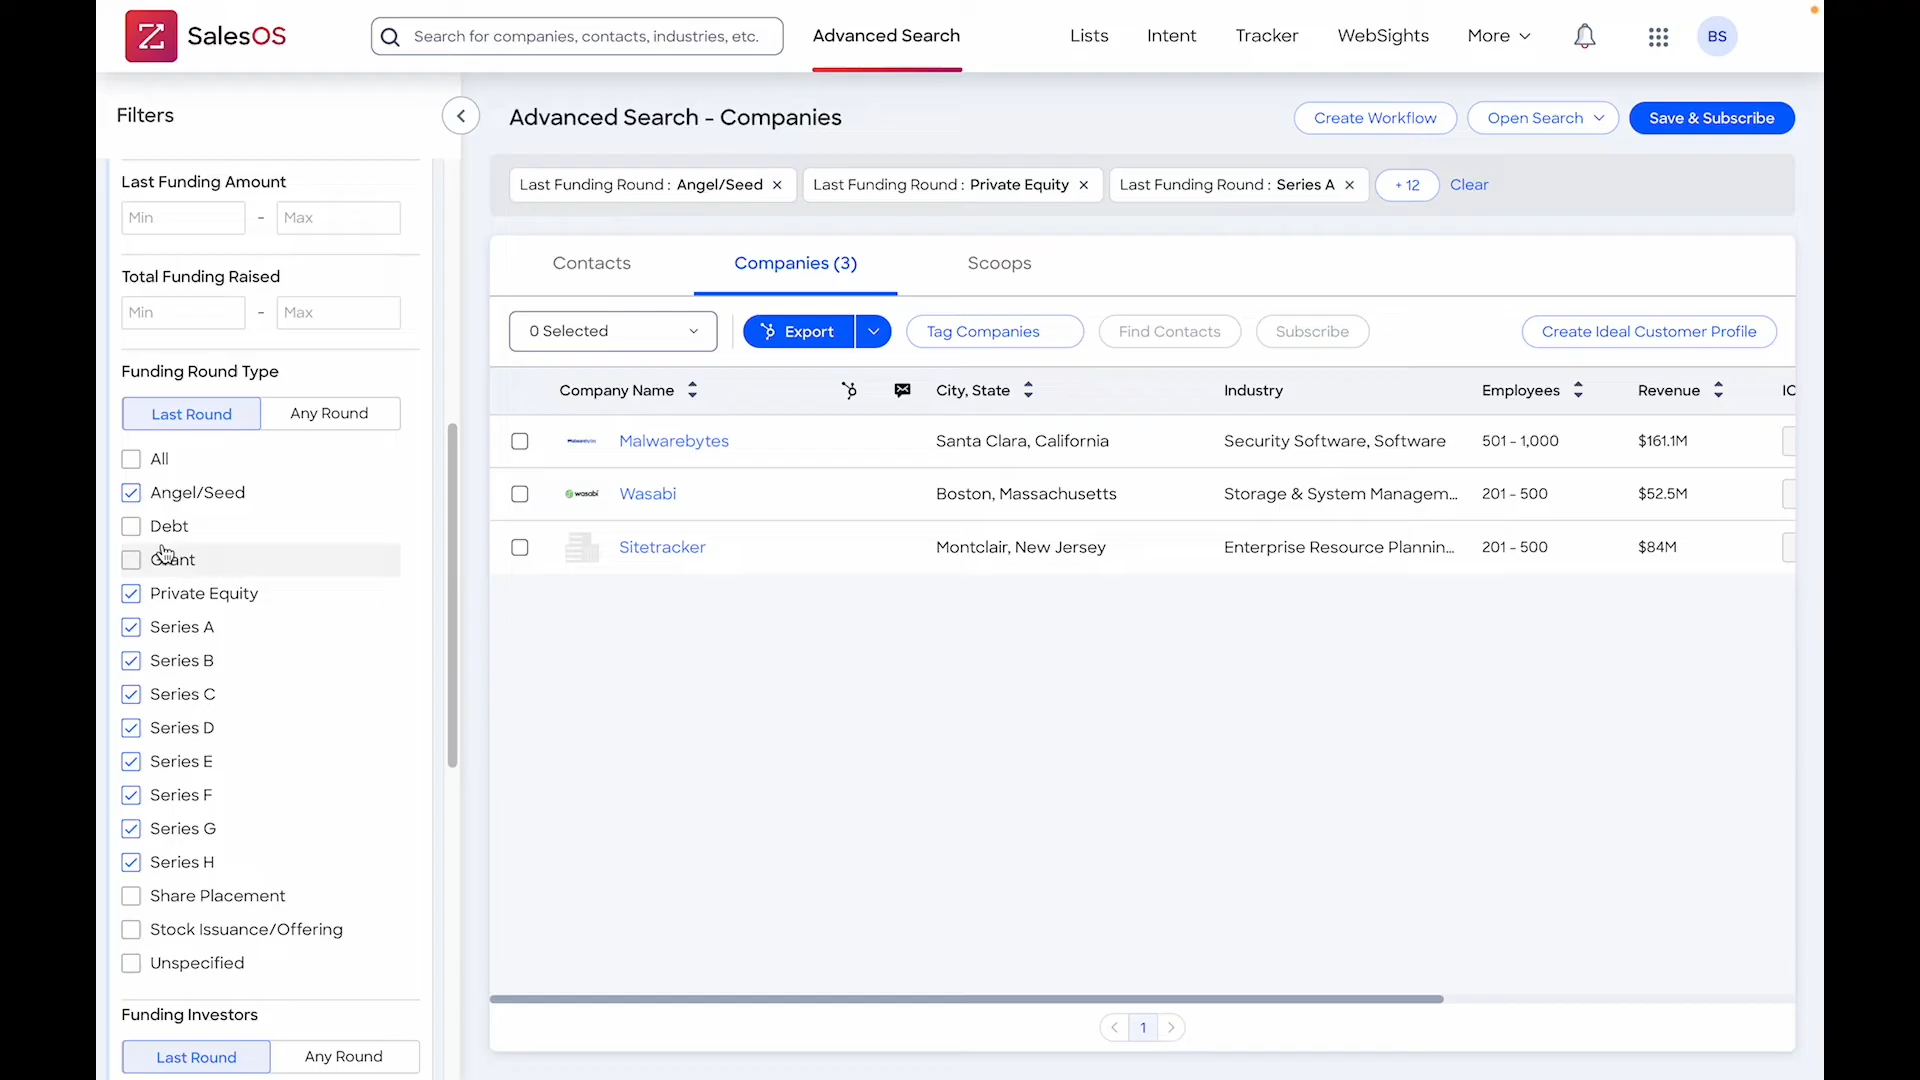 SalesOS
Search for companies, contacts, industries, etc.
Advanced Search
Lists
Intent
Tracker
WebSights
More
BS
Filters
Last Funding Amount
Min - Max
Total Funding Raised
Min - Max
Funding Round Type
Last Round
Any Round
All
Angel/Seed
Debt
Grant
Private Equity
Series A
Series B
Series C
Series D
Series E
Series F
Series G
Series H
Share Placement
Stock Issuance/Offering
Unspecified
Funding Investors
Last Round
Any Round
Advanced Search - Companies
Create Workflow
Open Search
Save & Subscribe
Last Funding Round : Angel/Seed
Last Funding Round : Private Equity
Last Funding Round : Series A
+ 12
Clear
Contacts
Companies (3)
Scoops
0 Selected
Export
Tag Companies
Find Contacts
Subscribe
Create Ideal Customer Profile
Company Name
City, State
Industry
Employees
Revenue
IC
Malwarebytes
Santa Clara, California
Security Software, Software
501 - 1,000
$161.1M
wasabi
Wasabi
Boston, Massachusetts
Storage & System Managem...
201 - 500
$52.5M
Sitetracker
Montclair, New Jersey
Enterprise Resource Plannin...
201 - 500
$84M
1